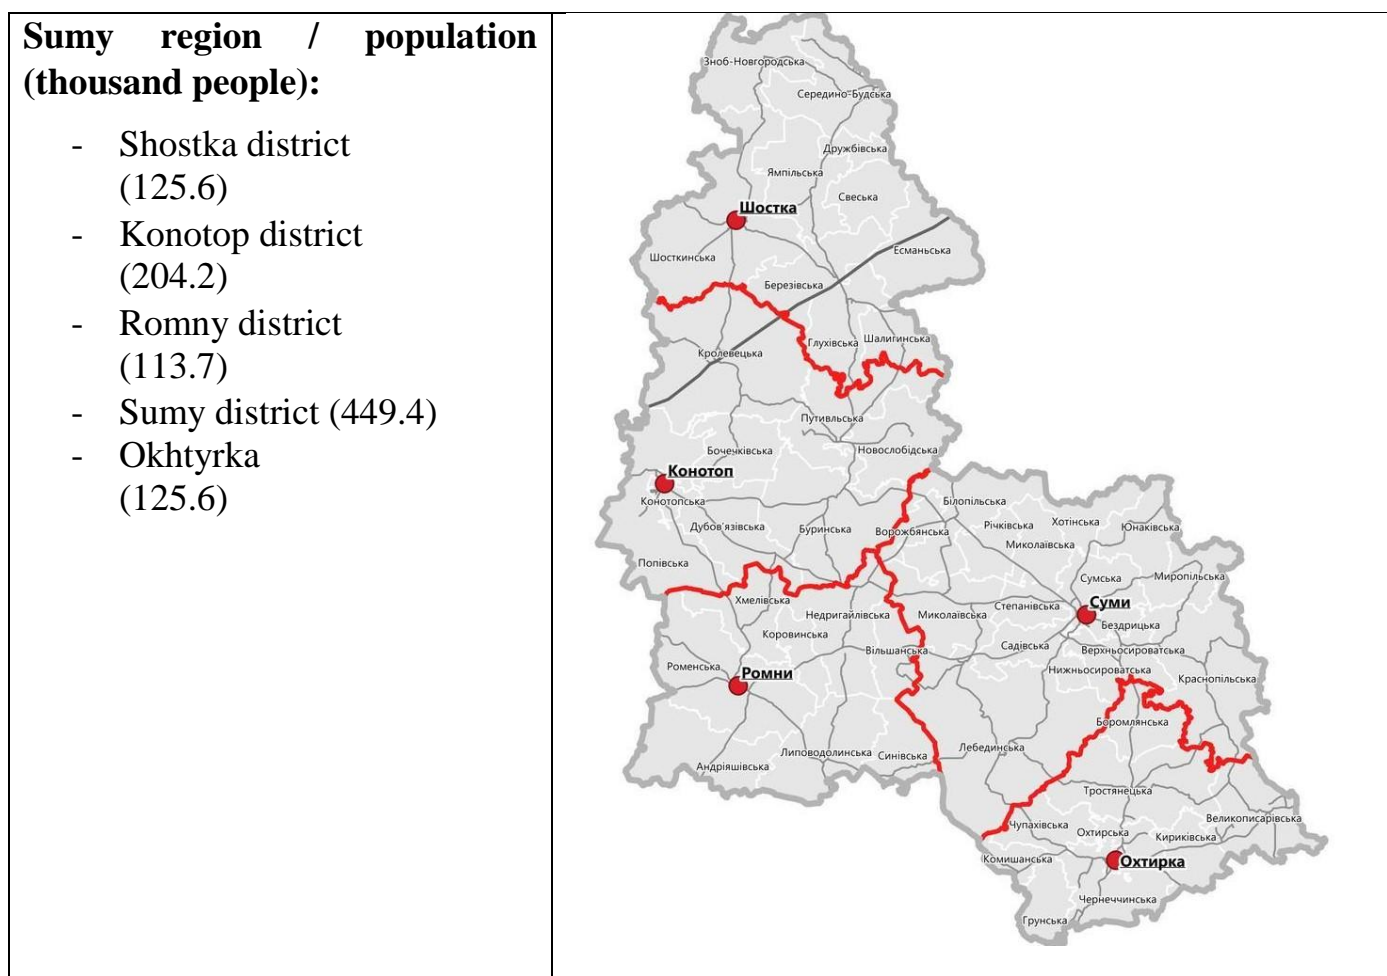 Sumy region / population
(thousand people):
- Shostka district
(125.6)
- Konotop district
(204.2)
- Romny district
(113.7)
- Sumy district (449.4)
- Okhtyrka
(125.6)
Зноб-Новгородська
Середино-Будська
Дружбівська
Ямпільська
Свеська
Шостка
Есманьська
Шосткинська
Березівська
Шалигинська
Глухівська
Кролевецька
Путивльська
Бочечківська
Новослобідська
Конотоп
Конотопська
Білопільська
Дубов'язівська
Буринська
Ворожбянська
Річківська
Хотінська
Юнаківська
Миколаївська
Попівська
Сумська
Миропільська
Хмелівська
Недригайлівська
Миколаївська
Степанівська
Суми
Бездрицька
Коровинська
Вільшанська
Садівська
Верхньосироватська
Роменська
Ромни
Нижньосироватська
Краснопільська
Боромлянська
Андріяшівська
Липоводолинська
Синівська
Лебединська
Тростянецька
Чупахівська
Охтирська
Кириківська
Великописарівська
Комишанська
Охтирка
Чернеччинська
Грунська